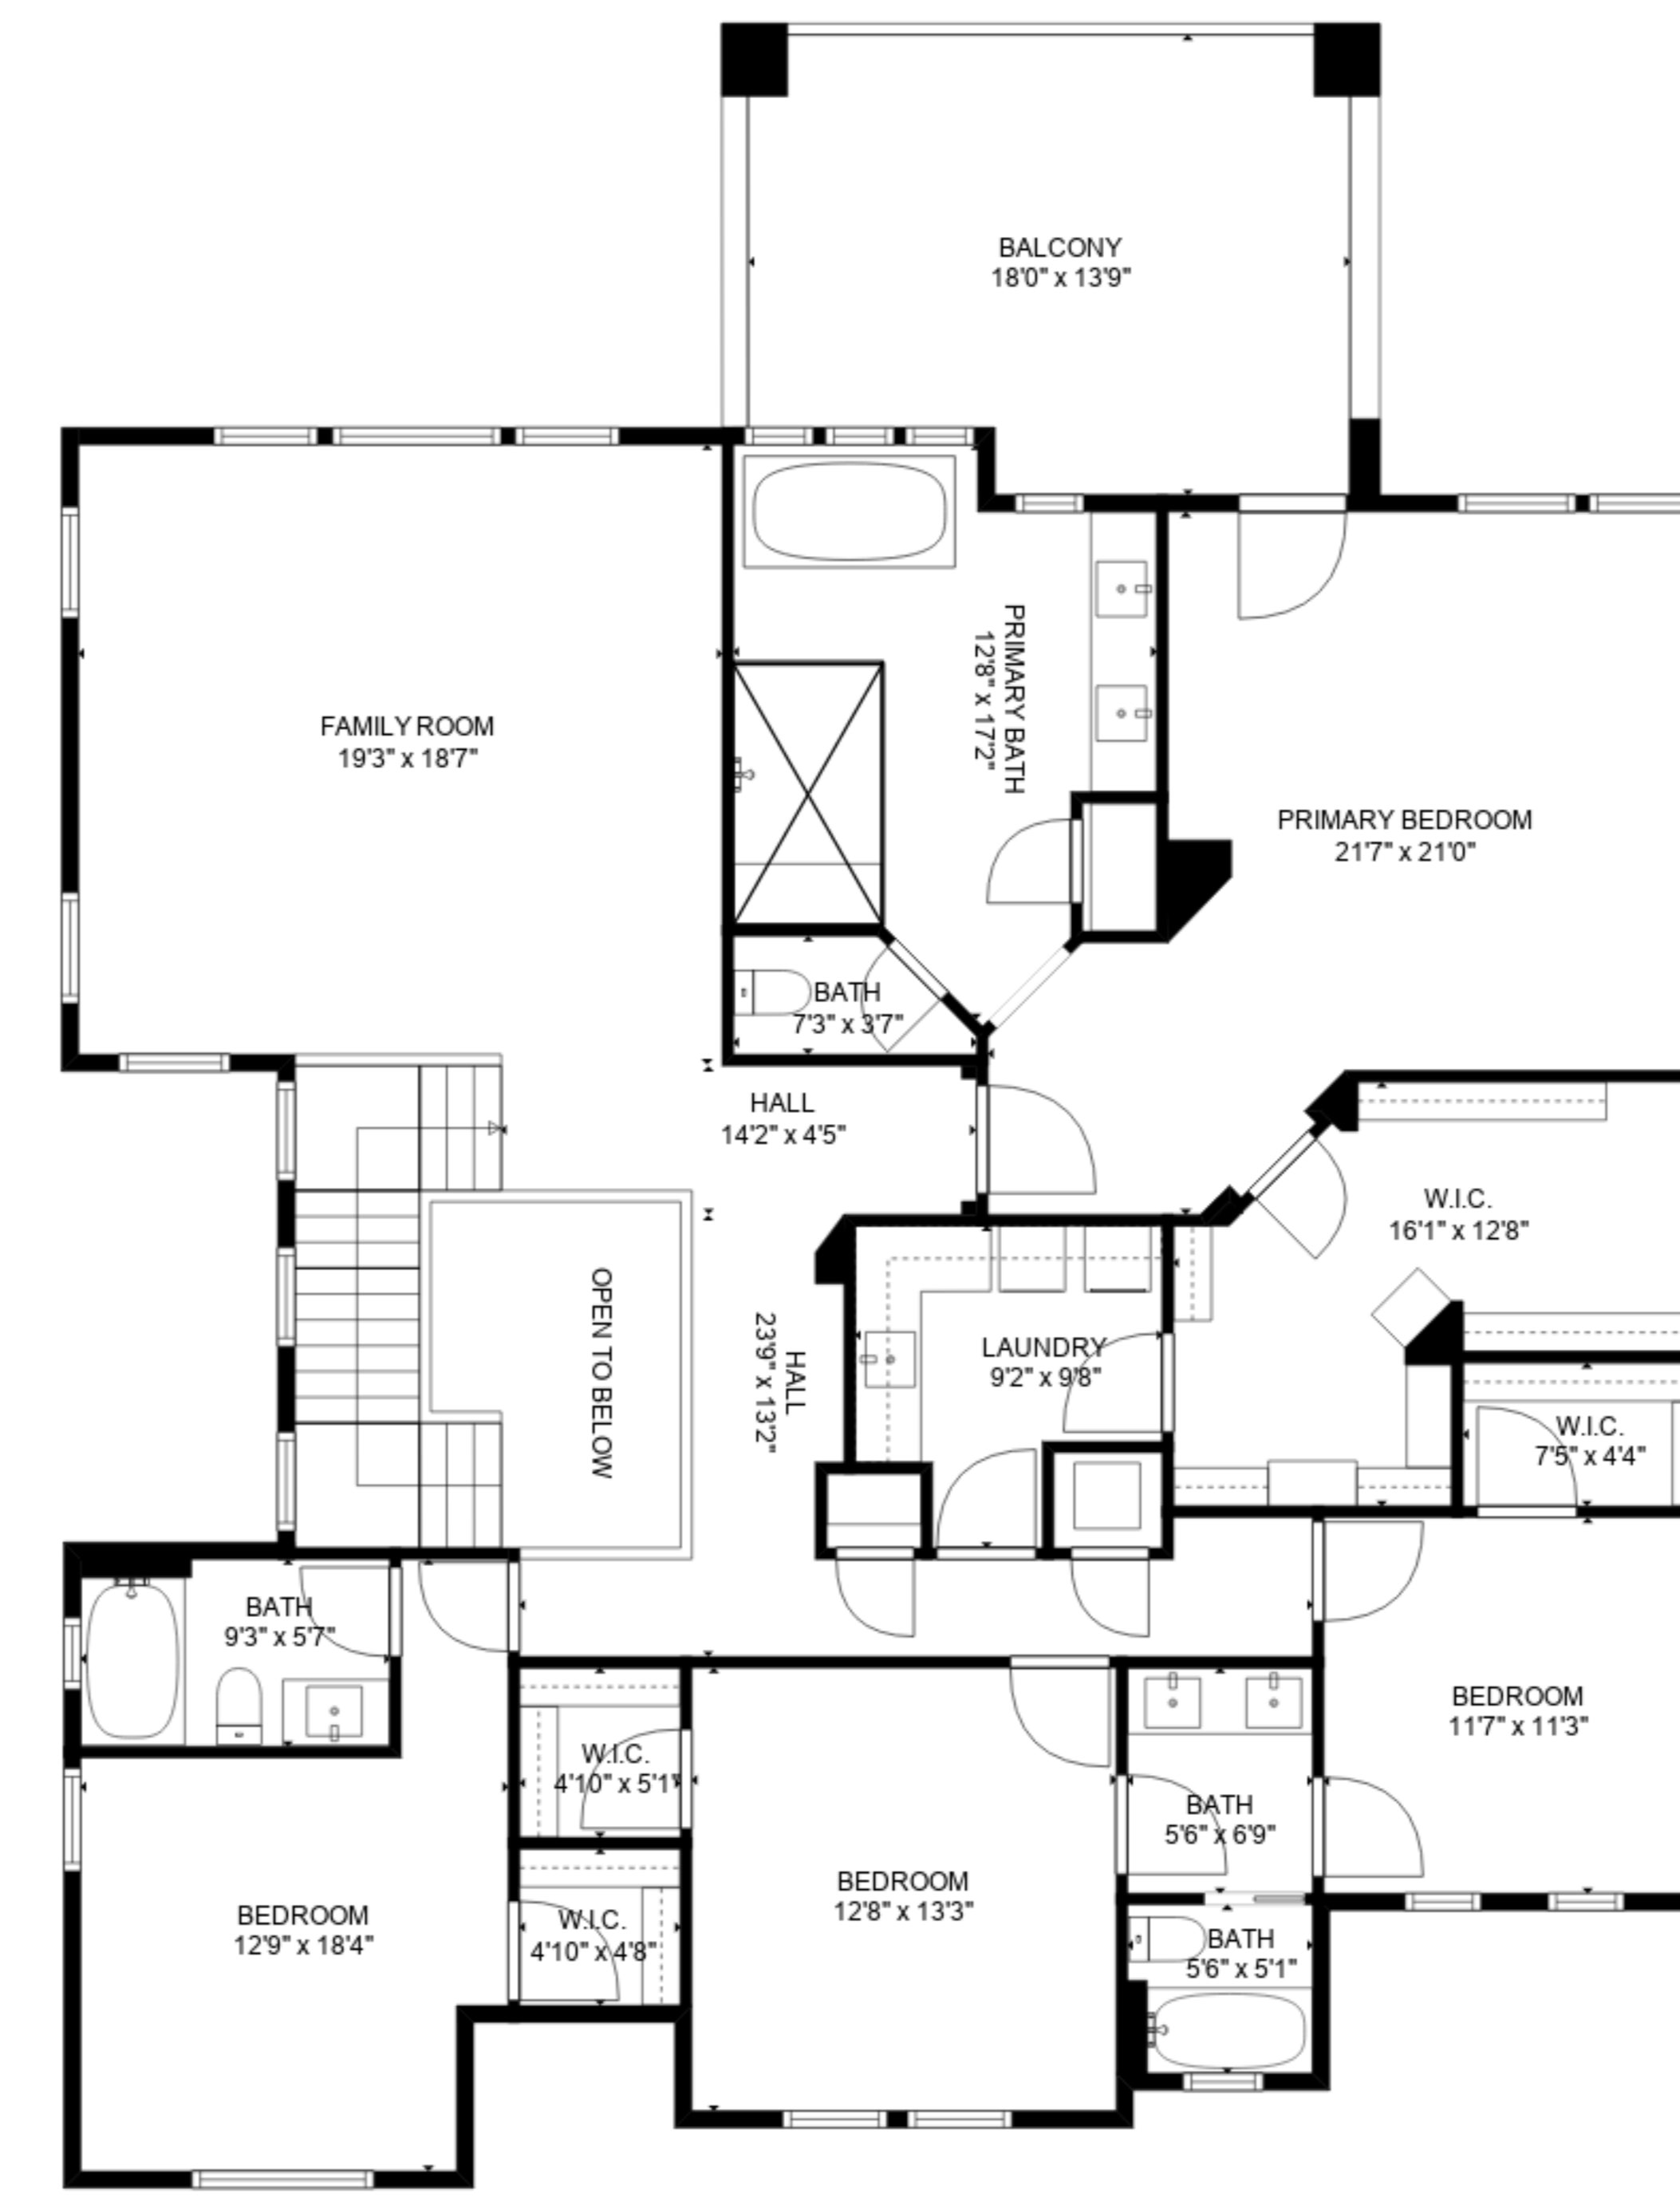 BALCONY
18'0" x 13'9"
FAMILY ROOM
19'3" x 18'7"
PRIMARY BATH
12'8" x 17'2"
PRIMARY BEDROOM
21'7" x 21'0"
BATH
7'3" x 3'7"
HALL
14'2" x 4'5"
W.I.C.
16'1" x 12'8"
OPEN TO BELOW
HALL
23'9" x 13'2"
LAUNDRY
9'2" x 9'8"
W.I.C.
7'5" x 4'4"
BATH
9'3" x 5'7"
BEDROOM
11'7" x 11'3"
W.I.C.
4'10" x 5'1"
BATH
5'6" x 6'9"
BEDROOM
12'8" x 13'3"
BEDROOM
12'9" x 18'4"
W.I.C.
4'10" x 4'8"
BATH
5'6" x 5'1"